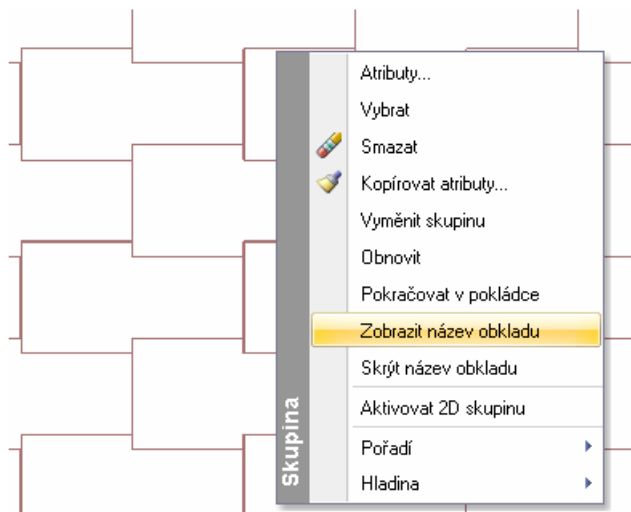 Atributy...
Vybrat
Smazat
Kopírovat atributy...
Vyměnit skupinu
Obnovit
Pokračovat v pokládce
Zobrazit název obkladu
Skrýt název obkladu
Aktivovat 2D skupinu
Pořadí
Hladina
Skupina